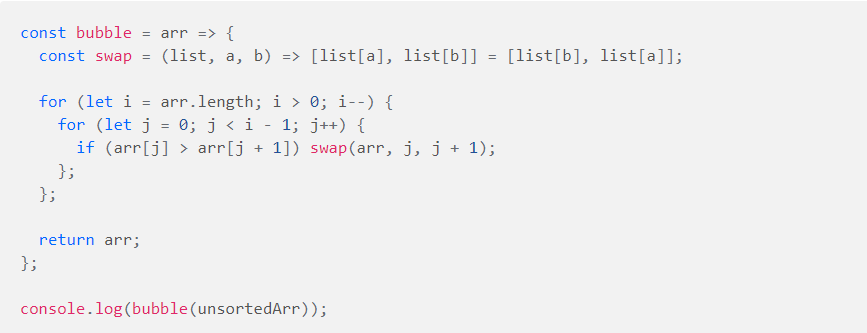 const bubble = arr => {
  const swap = (list, a, b) => [list[a], list[b]] = [list[b], list[a]];

  for (let i = arr.length; i > 0; i--) {
    for (let j = 0; j < i - 1; j++) {
      if (arr[j] > arr[j + 1]) swap(arr, j, j + 1);
    };
  };

  return arr;
};

console.log(bubble(unsortedArr));